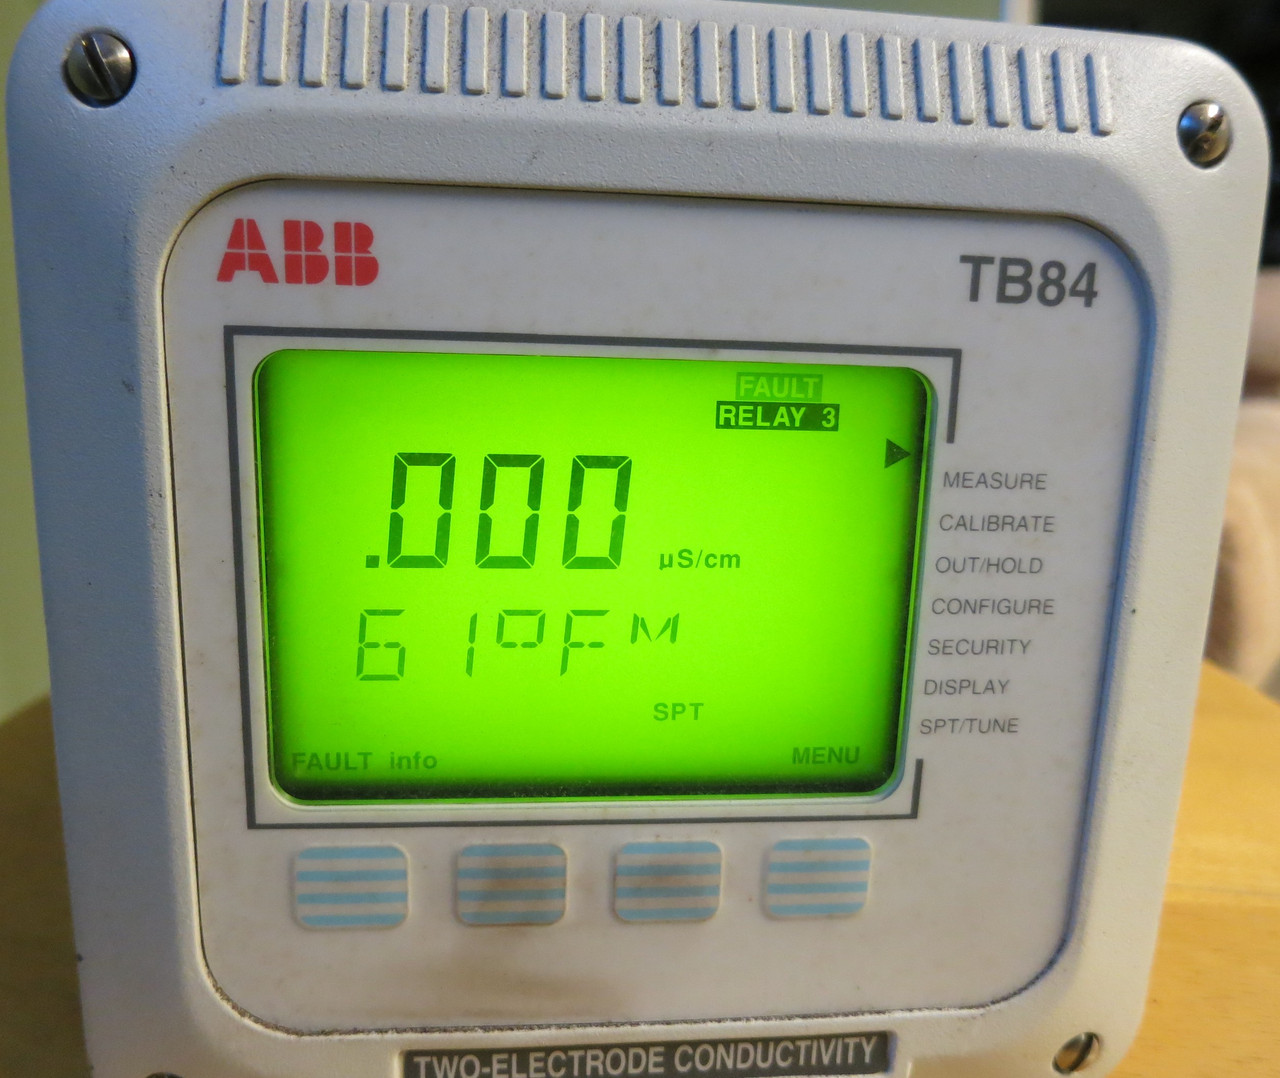 ABB
TB84
FAULT
RELAY 3
.000 µS/cm
61°F M
SPT
FAULT info
MENU
MEASURE
CALIBRATE
OUT/HOLD
CONFIGURE
SECURITY
DISPLAY
SPT/TUNE
TWO-ELECTRODE CONDUCTIVITY